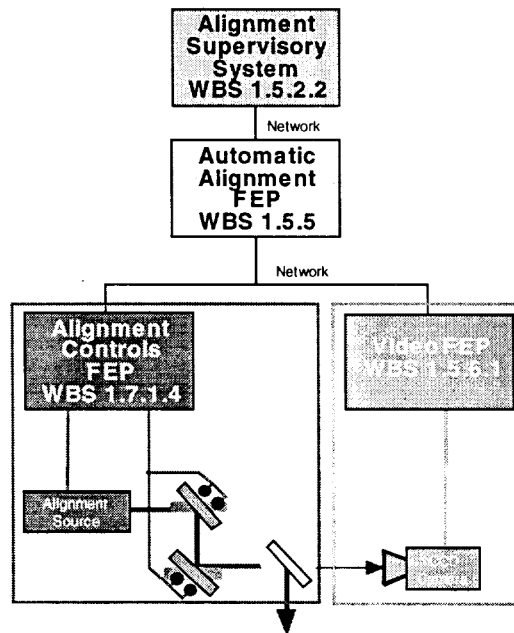 Alignment
Supervisory
System
WBS 1.5.2.2
Network
Automatic
Alignment
FEP
WBS 1.5.5
Network
Alignment
Controls
FEP
WBS 1.7.1.4
Video FEP
WBS 1.5.6.1
Alignment
Source